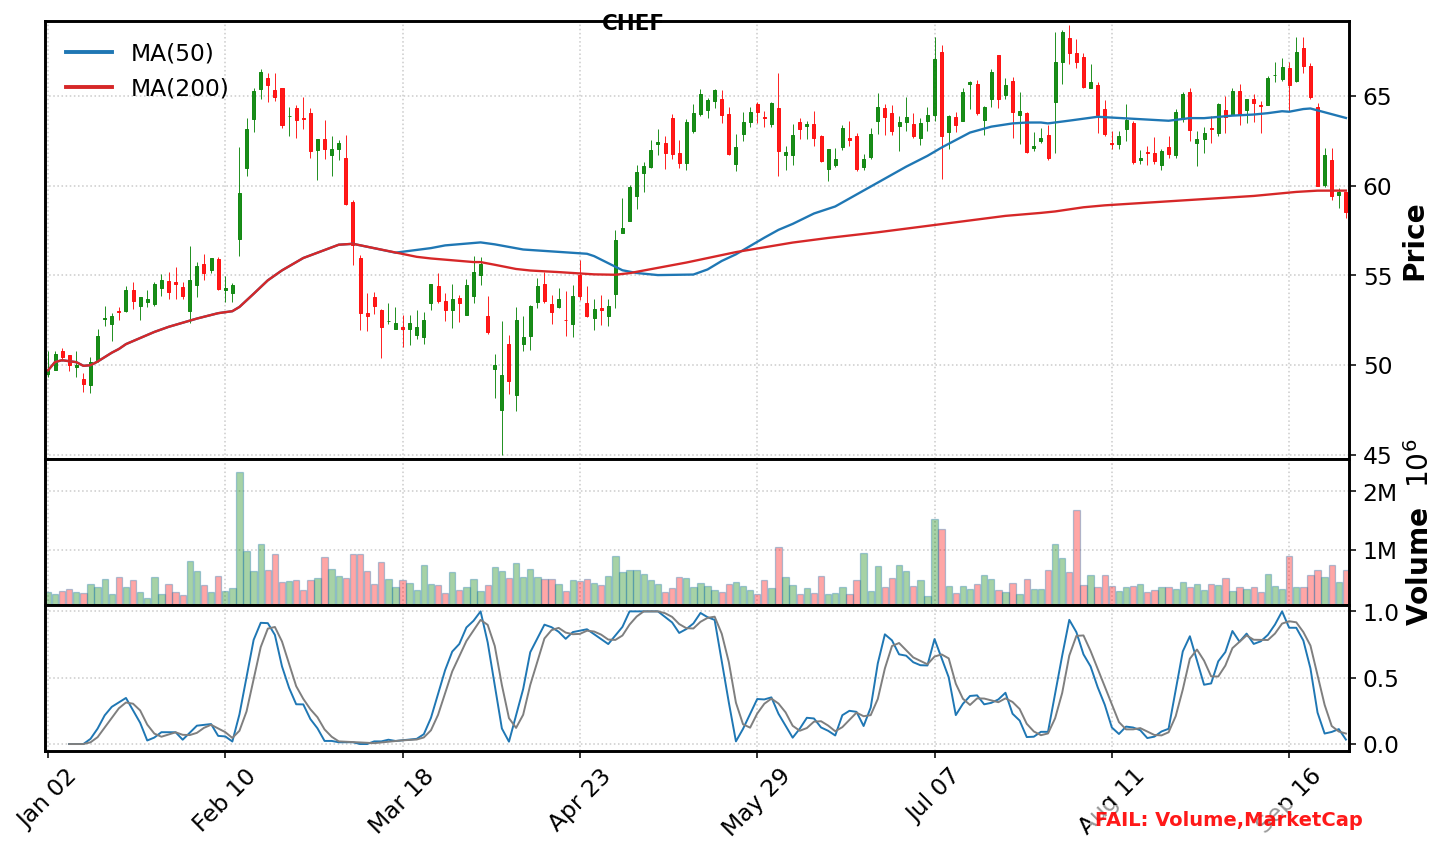 CHEF
MA(50)
MA(200)
65
60
55
50
45
Price
2M
1M
Volume 10^6
1.0
0.5
0.0
Jan 02
Feb 10
Mar 18
Apr 23
May 29
Jul 07
Aug 11
Sep 16
FAIL: Volume,MarketCap